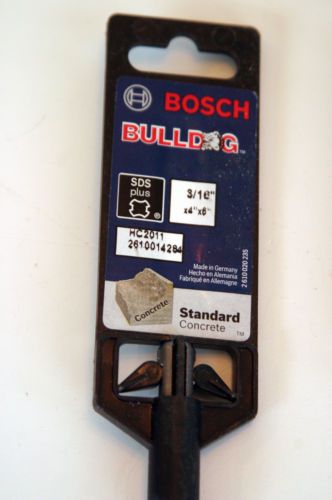 BOSCH
BULLDOG™
SDS
plus
®
3/16"
x4"x6"
HC2011
2610014284
Made in Germany
Hecho en Alemania
Fabriqué en Allemagne
2 610 020 235
Concrete
Standard
Concrete
™